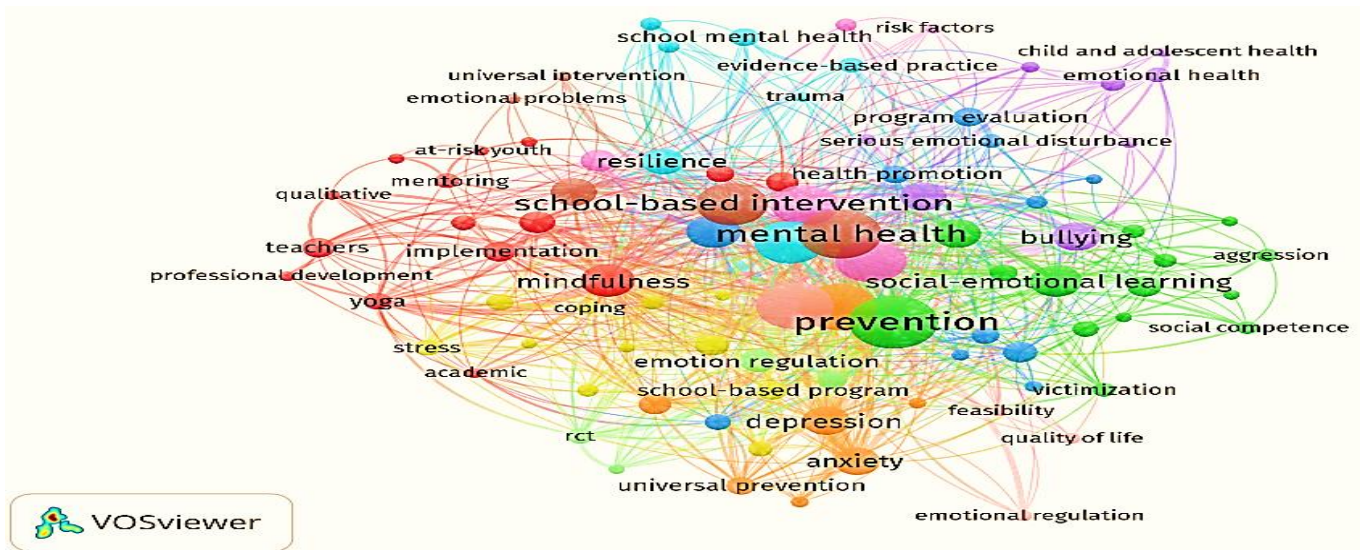 school mental health
risk factors
child and adolescent health
universal intervention
evidence-based practice
emotional health
emotional problems
trauma
program evaluation
at-risk youth
resilience
serious emotional disturbance
qualitative
mentoring
health promotion
school-based intervention
teachers
implementation
mental health
bullying
aggression
professional development
mindfulness
social-emotional learning
yoga
coping
prevention
social competence
stress
emotion regulation
academic
school-based program
victimization
rct
depression
feasibility
quality of life
anxiety
universal prevention
emotional regulation
VOSviewer